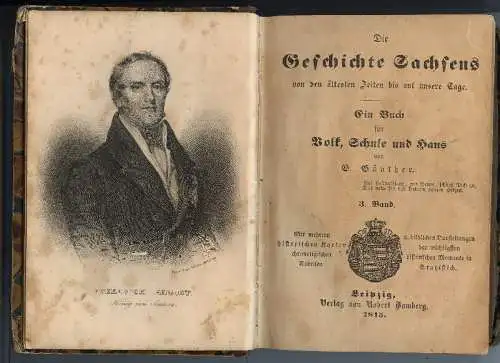 FRIEDRICH AUGUST.
König von Sachsen.
Die
Geschichte Sachsens
von den ältesten Zeiten bis auf unsere Tage.
Ein Buch
für
Volk, Schule und Haus
von
Günther.
3. Band.
Mit mehreren
historischen Karten
chronologischen
Tabellen
u. bildlichen Darstellungen
der wichtigsten
historischen Momente in
Stahlstich.
Leipzig,
Verlag von Robert Bamberg.
1845.